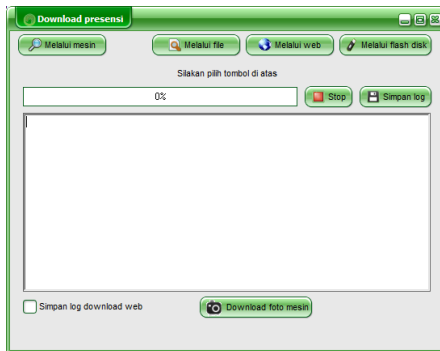 Download presensi
Melalui mesin
Melalui file
Melalui web
Melalui flash disk
Silakan pilih tombol di atas
0%
Stop
Simpan log
Simpan log download web
Download foto mesin